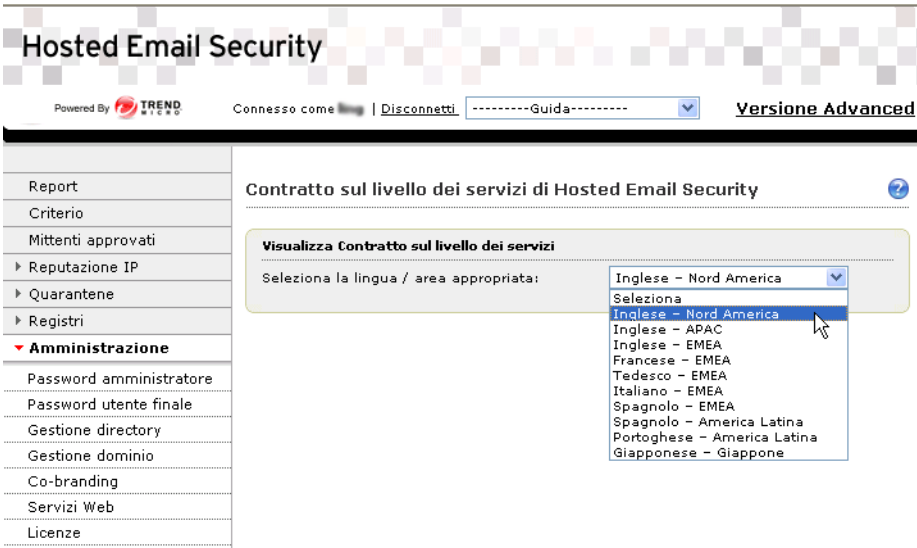 Hosted Email Security
Powered By TREND MICRO
Connesso come | Disconnetti ---------Guida---------
Versione Advanced
Report
Criterio
Mittenti approvati
Reputazione IP
Quarantene
Registri
Amministrazione
Password amministratore
Password utente finale
Gestione directory
Gestione dominio
Co-branding
Servizi Web
Licenze
Contratto sul livello dei servizi di Hosted Email Security
?
Visualizza Contratto sul livello dei servizi
Seleziona la lingua / area appropriata:
Inglese - Nord America
Seleziona
Inglese - Nord America
Inglese - APAC
Inglese - EMEA
Francese - EMEA
Tedesco - EMEA
Italiano - EMEA
Spagnolo - EMEA
Spagnolo - America Latina
Portoghese - America Latina
Giapponese - Giappone